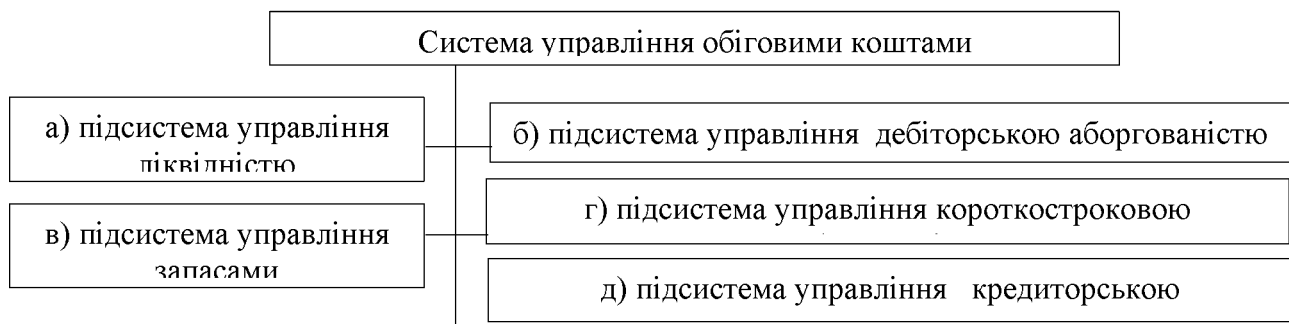 Система управління обіговими коштами
а) підсистема управління
ліквідністю
б) підсистема управління дебіторською аборгованістю
в) підсистема управління
запасами
г) підсистема управління короткостроковою
д) підсистема управління кредиторською